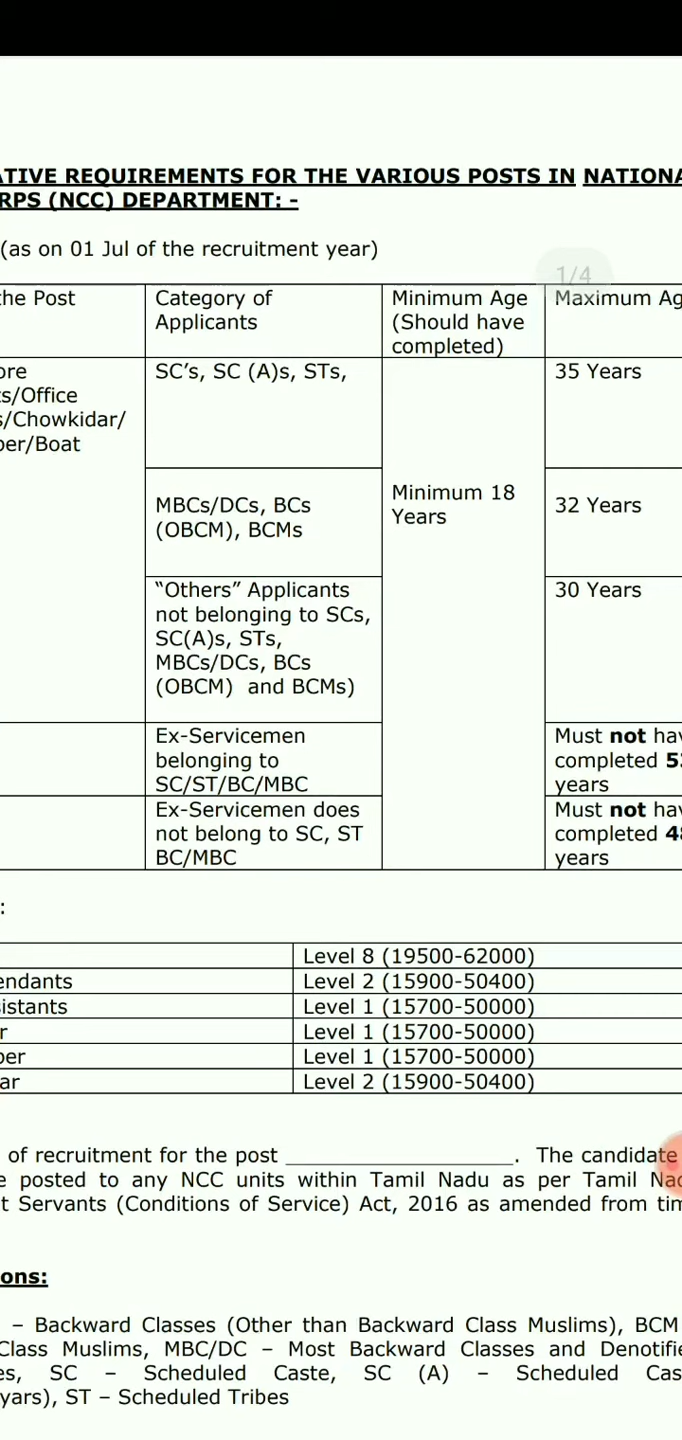 ATIVE REQUIREMENTS FOR THE VARIOUS POSTS IN NATIONA
RPS (NCC) DEPARTMENT: -
(as on 01 Jul of the recruitment year)
1/4
the Post
Category of
Applicants
Minimum Age
(Should have
completed)
Maximum Ag
ore
ts/Office
s/Chowkidar/
per/Boat
SC's, SC (A)s, STs,
35 Years
Minimum 18
Years
MBCs/DCs, BCs
(OBCM), BCMs
32 Years
“Others” Applicants
not belonging to SCs,
SC(A)s, STs,
MBCs/DCs, BCs
(OBCM) and BCMs)
30 Years
Ex-Servicemen
belonging to
SC/ST/BC/MBC
Must not hav
completed 5
years
Ex-Servicemen does
not belong to SC, ST
BC/MBC
Must not hav
completed 48
years
:
Level 8 (19500-62000)
endants Level 2 (15900-50400)
istants Level 1 (15700-50000)
r Level 1 (15700-50000)
per Level 1 (15700-50000)
ar Level 2 (15900-50400)
of recruitment for the post ____________________. The candidate
e posted to any NCC units within Tamil Nadu as per Tamil Nad
t Servants (Conditions of Service) Act, 2016 as amended from tim
ons:
– Backward Classes (Other than Backward Class Muslims), BCM
Class Muslims, MBC/DC – Most Backward Classes and Denotifie
es, SC – Scheduled Caste, SC (A) – Scheduled Cas
yars), ST – Scheduled Tribes